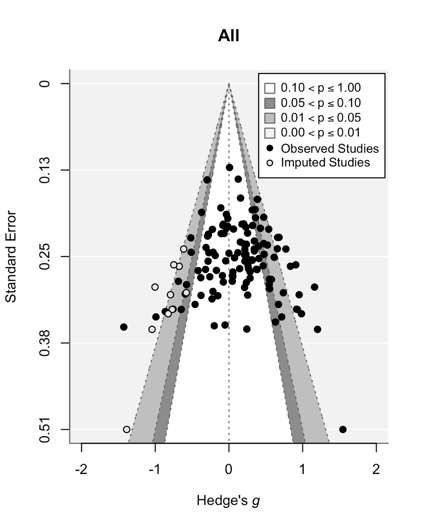 All
0.10 < p ≤ 1.00
0.05 < p ≤ 0.10
0.01 < p ≤ 0.05
0.00 < p ≤ 0.01
Observed Studies
Imputed Studies
Standard Error
0
0.13
0.25
0.38
0.51
-2 -1 0 1 2
Hedge's g